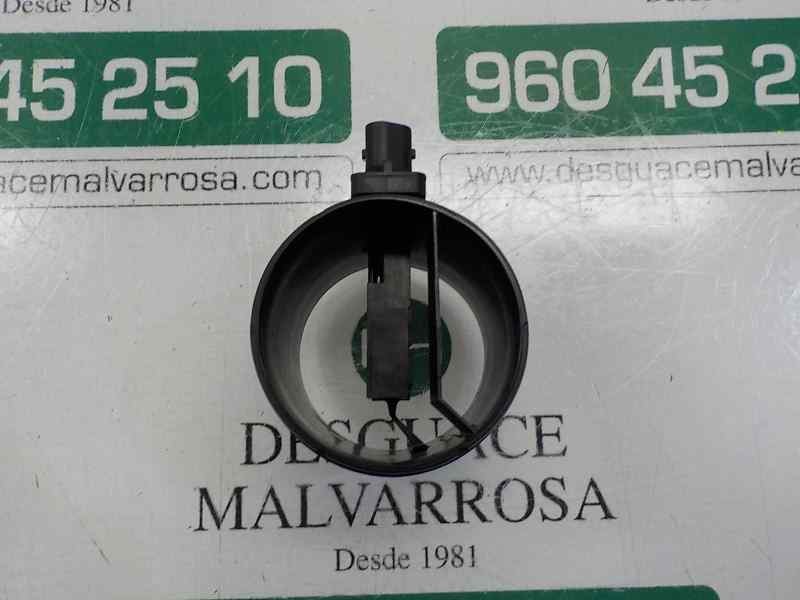 Desde 1981
45 25 10
960 45 2
acemalvarrosa.com
www.desguacemalva
DESGUACE
MALVARROSA
Desde 1981